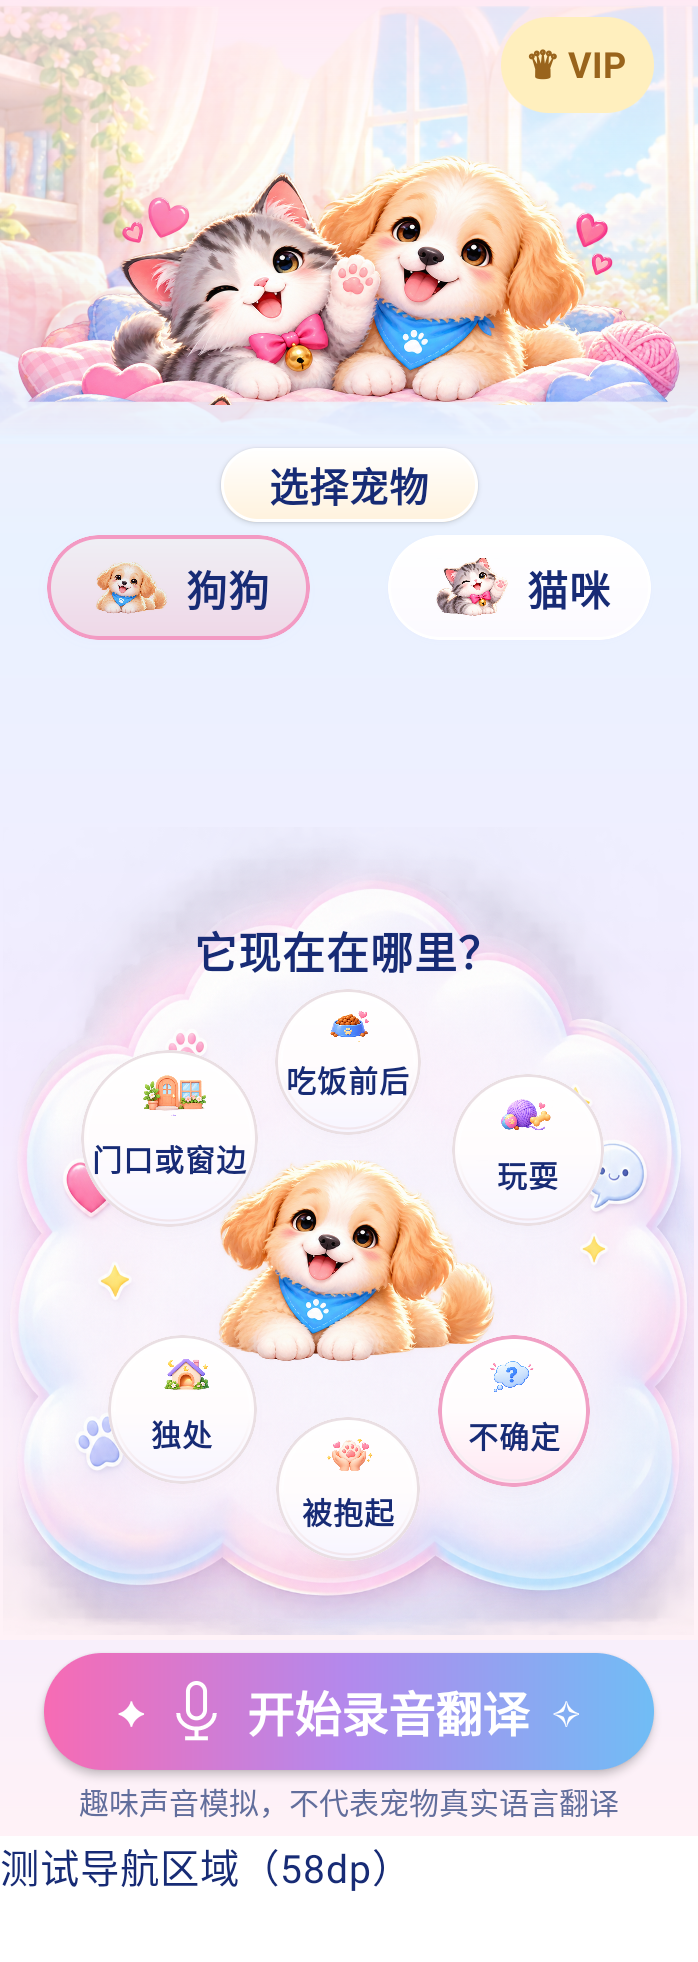 VIP
选择宠物
狗狗
猫咪
它现在在哪里？
吃饭前后
门口或窗边
玩耍
独处
不确定
被抱起
开始录音翻译
趣味声音模拟，不代表宠物真实语言翻译
测试导航区域（58dp）